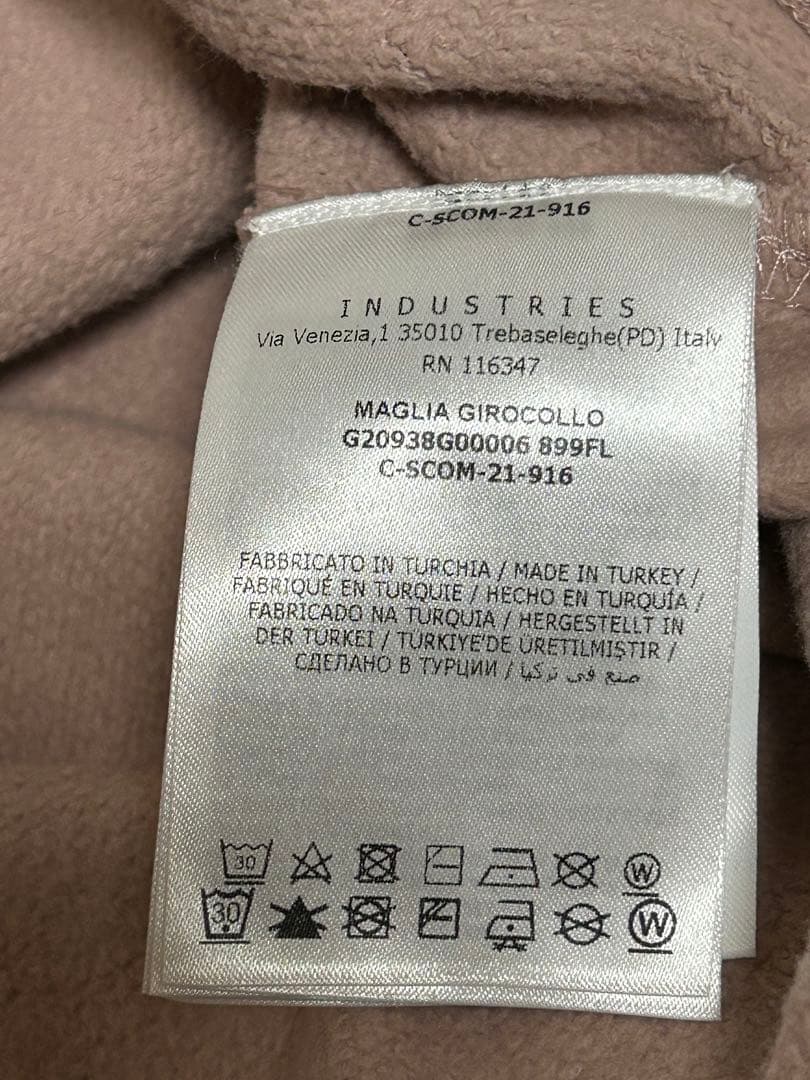 C-SCOM-21-916
INDUSTRIES
Via Venezia,1 35010 Trebaseleghe(PD) Italy
RN 116347
MAGLIA GIROCOLLO
G20938G00006 899FL
C-SCOM-21-916
FABBRICATO IN TURCHIA / MADE IN TURKEY /
FABRIQUÉ EN TURQUIE / HECHO EN TURQUÍA /
FABRICADO NA TURQUIA / HERGESTELLT IN
DER TURKEI / TURKIYE'DE URETILMIŞTIR /
СДЕЛАНО В ТУРЦИИ / صنع في تركيا
30 W
30 W